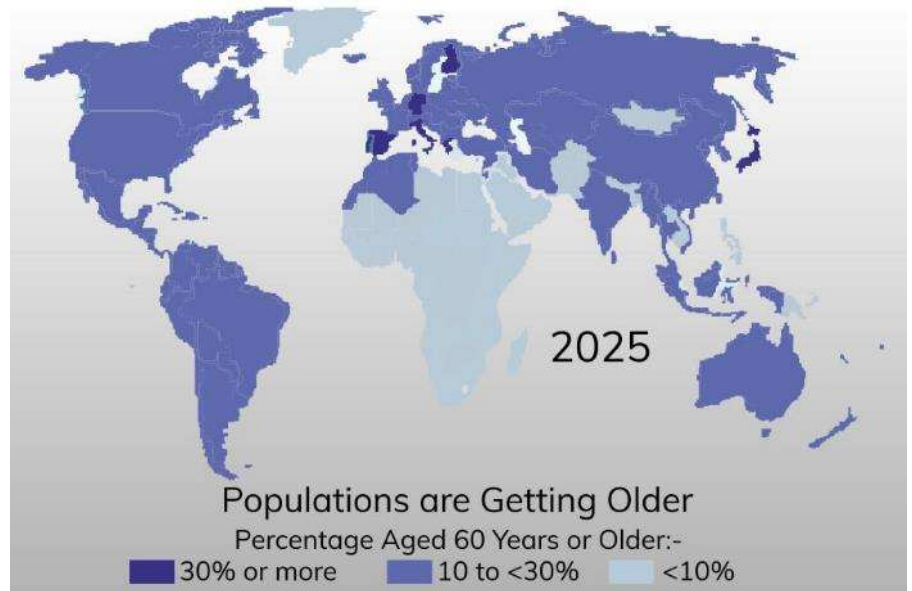 2025
Populations are Getting Older
Percentage Aged 60 Years or Older:-
30% or more 10 to <30% <10%